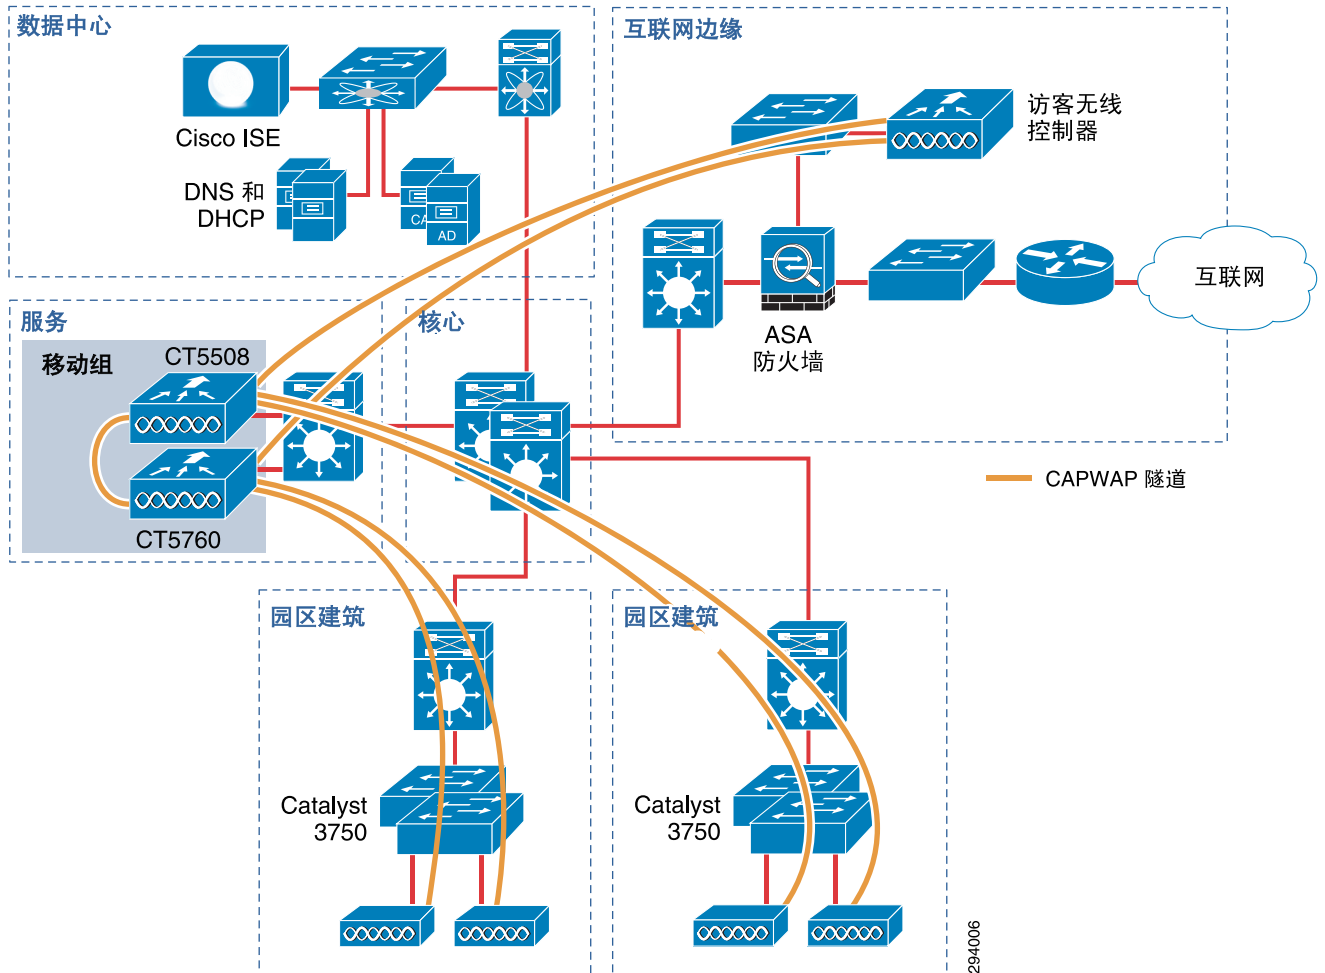 数据中心
互联网边缘
Cisco ISE
访客无线
控制器
DNS 和
DHCP
CA
AD
互联网
ASA
防火墙
服务
核心
移动组
CT5508
CT5760
CAPWAP 隧道
园区建筑
园区建筑
Catalyst
3750
Catalyst
3750
294006